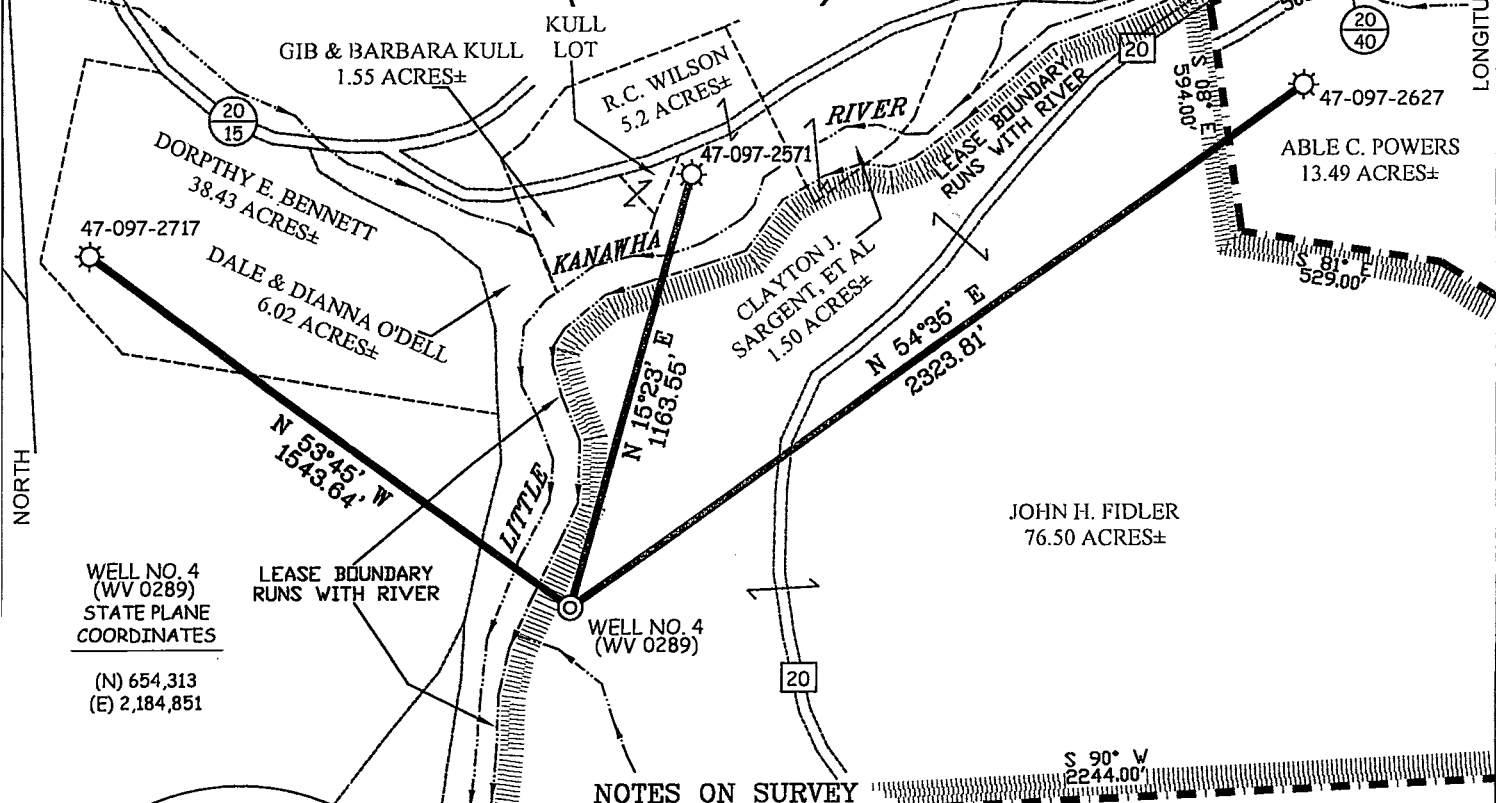 KULL
LOT
GIB & BARBARA KULL
1.55 ACRES±
R.C. WILSON
5.2 ACRES±
20
15
20
20
40
LONGITU
S 08° E
594.00'
47-097-2627
ABLE C. POWERS
13.49 ACRES±
RIVER
LEASE BOUNDARY
RUNS WITH RIVER
47-097-2571
DORPTHY E. BENNETT
38.43 ACRES±
47-097-2717
DALE & DIANNA O'DELL
6.02 ACRES±
KANAWHA
CLAYTON J.
SARGENT, ET AL
1.50 ACRES±
S 81° E
529.00'
N 54°35' E
2323.81'
N 15°23' E
1163.55'
N 53°45' W
1543.64'
NORTH
LITTLE
JOHN H. FIDLER
76.50 ACRES±
WELL NO. 4
(WV 0289)
STATE PLANE
COORDINATES
(N) 654,313
(E) 2,184,851
LEASE BOUNDARY
RUNS WITH RIVER
WELL NO. 4
(WV 0289)
20
S 90° W
2244.00'
NOTES ON SURVEY